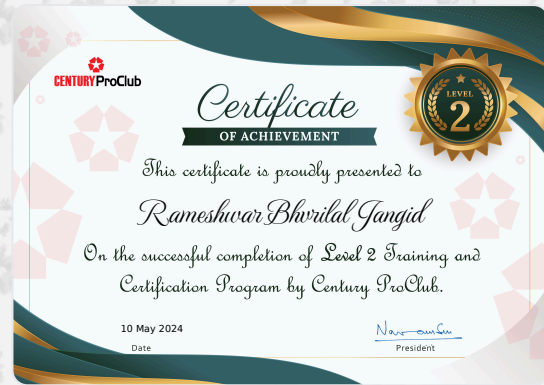 CENTURY ProClub
LEVEL
2
Certificate
OF ACHIEVEMENT
This certificate is proudly presented to
Rameshwar Bhvrilal Jangid
On the successful completion of Level 2 Training and
Certification Program by Century ProClub.
10 May 2024
Date
President